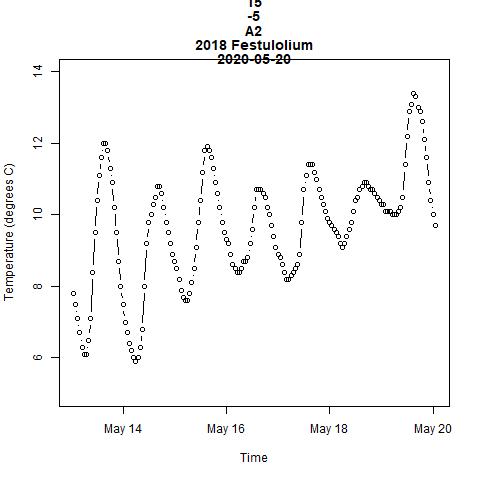 15
-5
A2
2018 Festulolium
2020-05-20
Temperature (degrees C)
14
12
10
8
6
May 14
May 16
May 18
May 20
Time